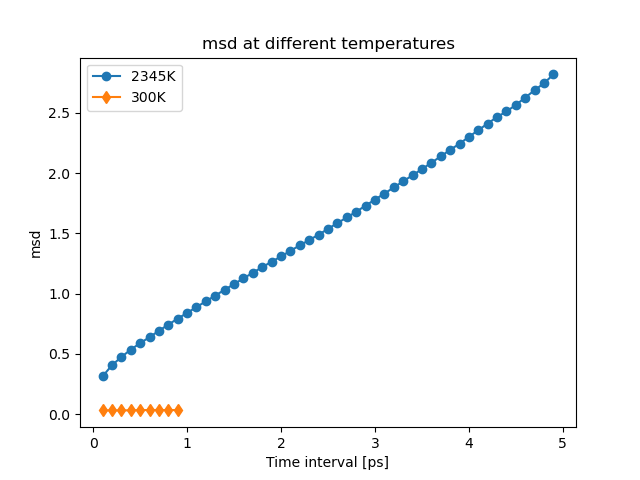 msd at different temperatures
2345K
300K
2.5
2.0
1.5
1.0
0.5
0.0
msd
0
1
2
3
4
5
Time interval [ps]